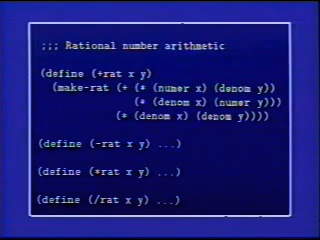 ;;; Rational number arithmetic
(define (+rat x y)
(make-rat (+ (* (numer x) (denom y))
(* (denom x) (numer y)))
(* (denom x) (denom y))))
(define (-rat x y) ...)
(define (*rat x y) ...)
(define (/rat x y) ...)